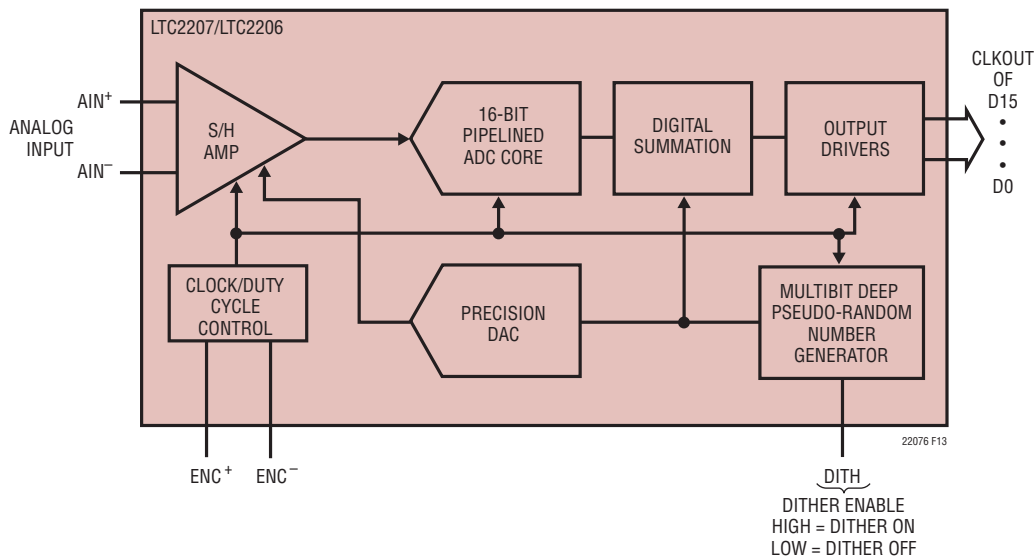 LTC2207/LTC2206
AIN+
ANALOG
INPUT
AIN−
S/H
AMP
16-BIT
PIPELINED
ADC CORE
DIGITAL
SUMMATION
OUTPUT
DRIVERS
CLKOUT
OF
D15
•
•
•
D0
CLOCK/DUTY
CYCLE
CONTROL
PRECISION
DAC
MULTIBIT DEEP
PSEUDO-RANDOM
NUMBER
GENERATOR
22076 F13
ENC+ ENC−
DITH
DITHER ENABLE
HIGH = DITHER ON
LOW = DITHER OFF